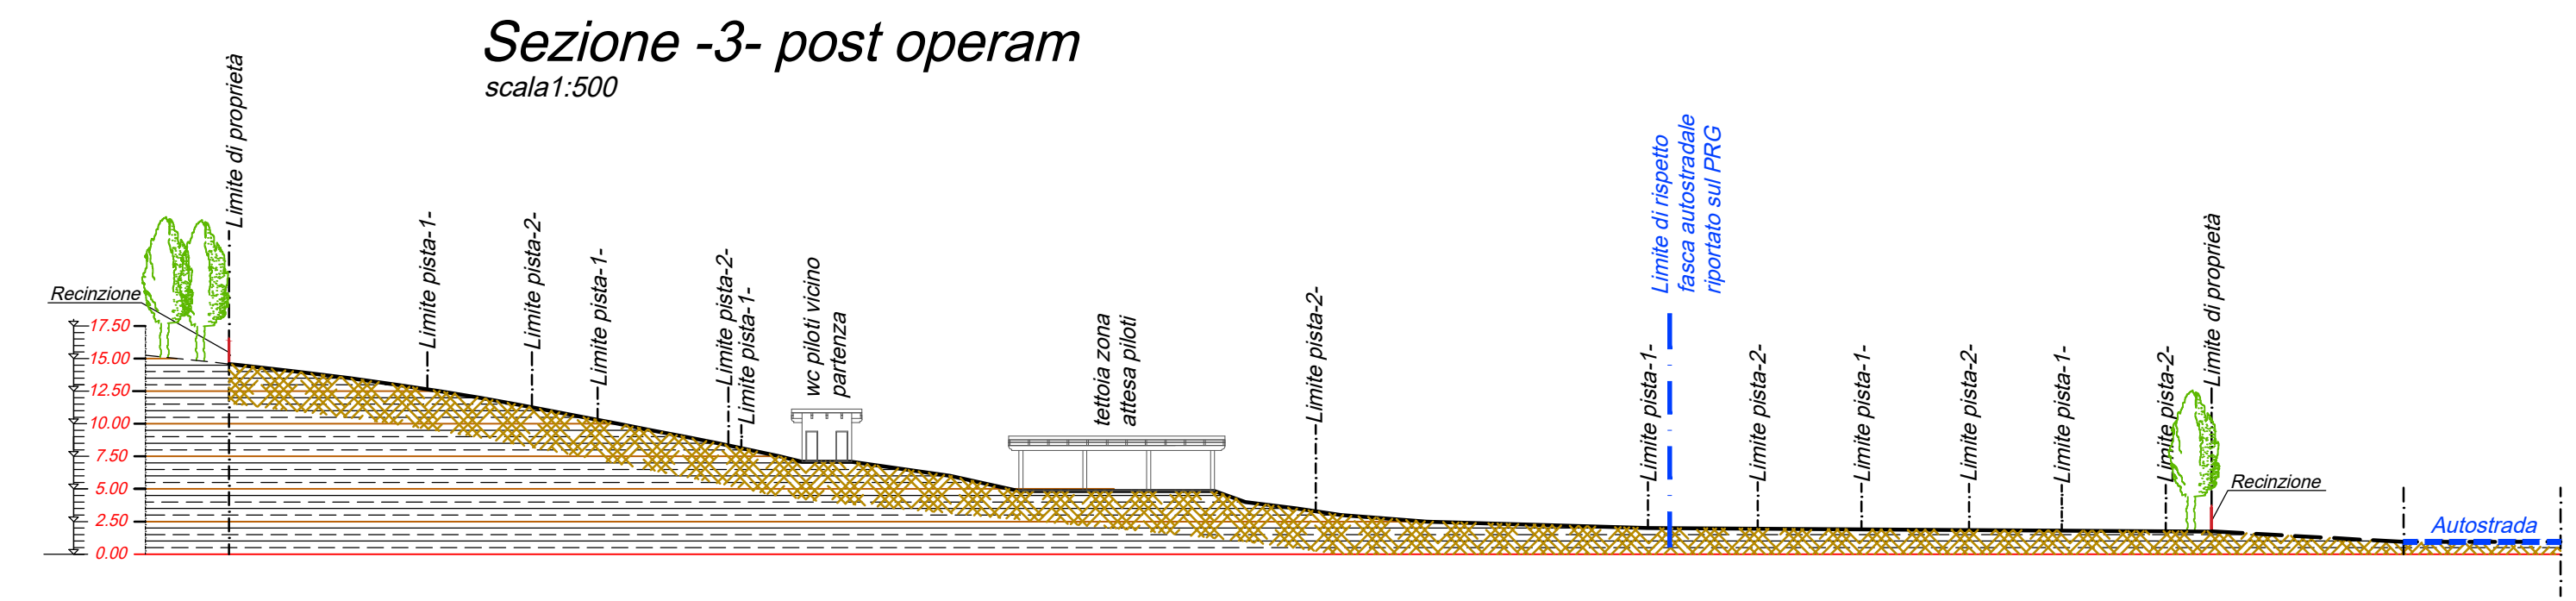 Sezione -3- post operam
scala1:500
Limite di proprietà
Recinzione
17.50
15.00
12.50
10.00
7.50
5.00
2.50
0.00
Limite pista-1-
Limite pista-2-
Limite pista-1-
Limite pista-2-
Limite pista-1-
wc piloti vicino
partenza
tettoia zona
attesa piloti
Limite pista-2-
Limite di rispetto
fasca autostradale
riportato sul PRG
Limite pista-1-
Limite pista-2-
Limite pista-1-
Limite pista-2-
Limite pista-1-
Limite pista-2-
Limite di proprietà
Recinzione
Autostrada